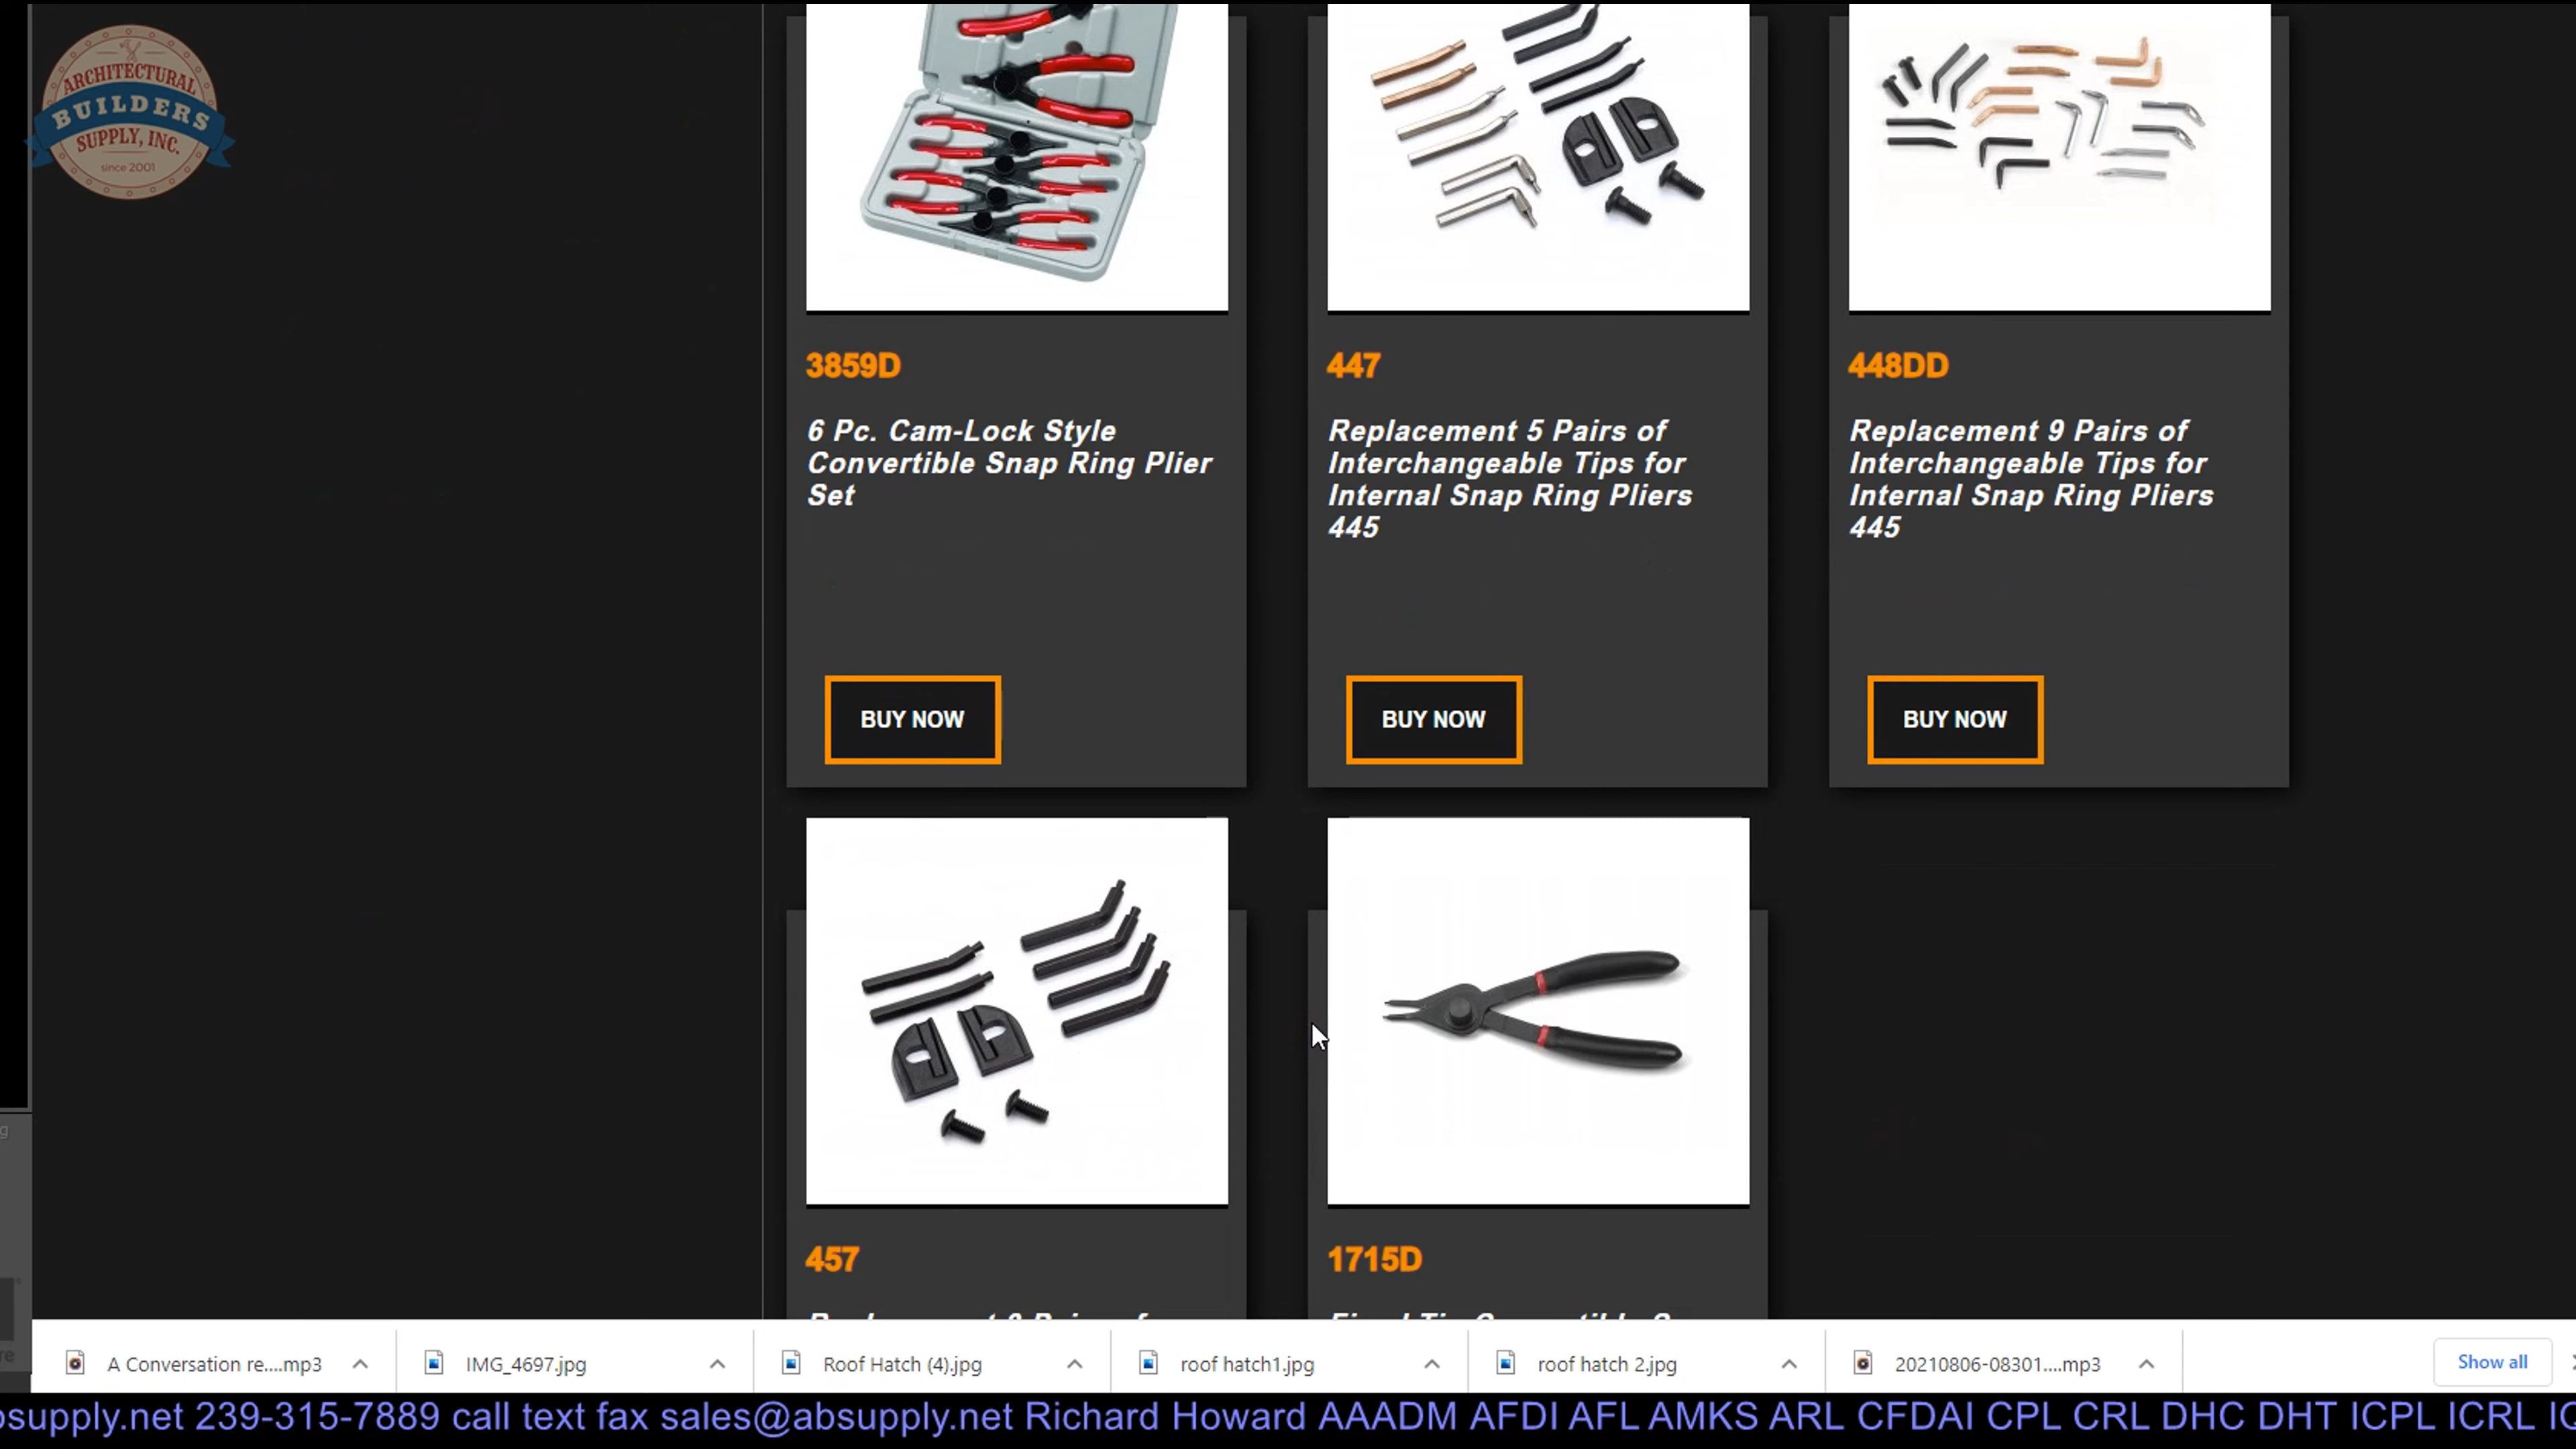 ARCHITECTURAL
BUILDERS
SUPPLY, INC.
since 2001
3859D
6 Pc. Cam-Lock Style
Convertible Snap Ring Plier
Set
BUY NOW
447
Replacement 5 Pairs of
Interchangeable Tips for
Internal Snap Ring Pliers
445
BUY NOW
448DD
Replacement 9 Pairs of
Interchangeable Tips for
Internal Snap Ring Pliers
445
BUY NOW
457
1715D
A Conversation re....mp3
IMG_4697.jpg
Roof Hatch (4).jpg
roof hatch1.jpg
roof hatch 2.jpg
20210806-08301....mp3
Show all
bsupply.net 239-315-7889 call text fax sales@absupply.net Richard Howard AAADM AFDI AFL AMKS ARL CFDAI CPL CRL DHC DHT ICPL ICRL